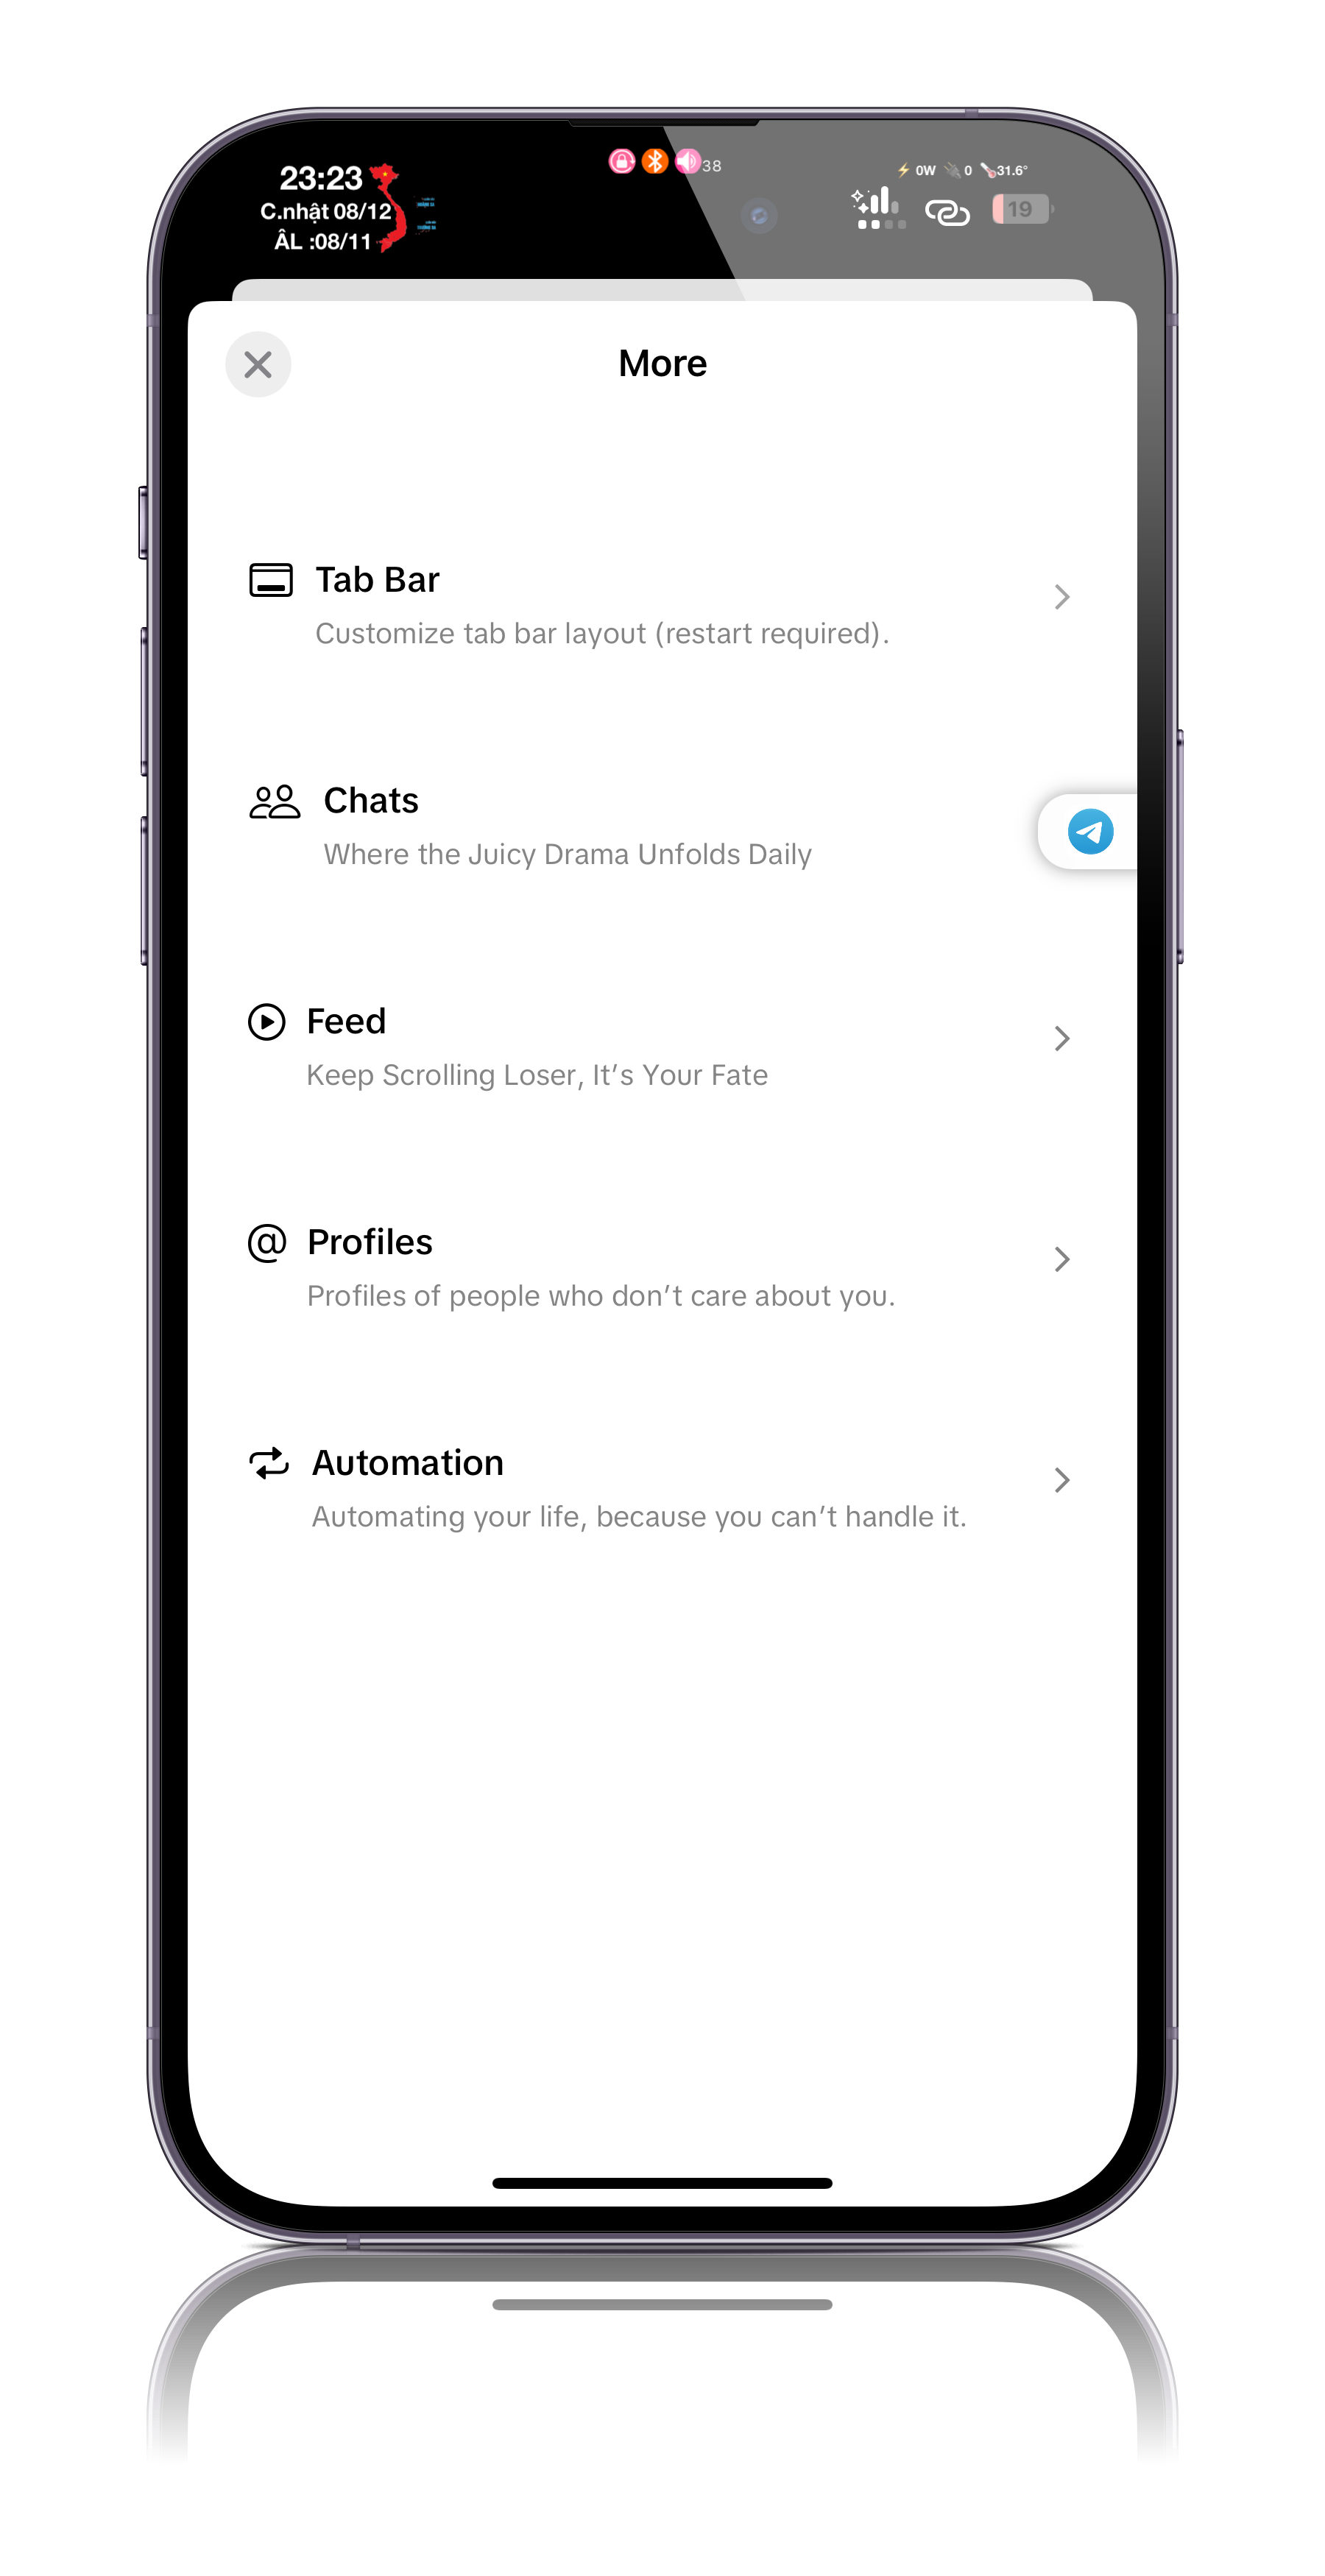 23:23
C.nhật 08/12
ÂL :08/11
38
0W 0 31.6°
19
More
Tab Bar
Customize tab bar layout (restart required).
Chats
Where the Juicy Drama Unfolds Daily
Feed
Keep Scrolling Loser, It’s Your Fate
@ Profiles
Profiles of people who don’t care about you.
Automation
Automating your life, because you can’t handle it.